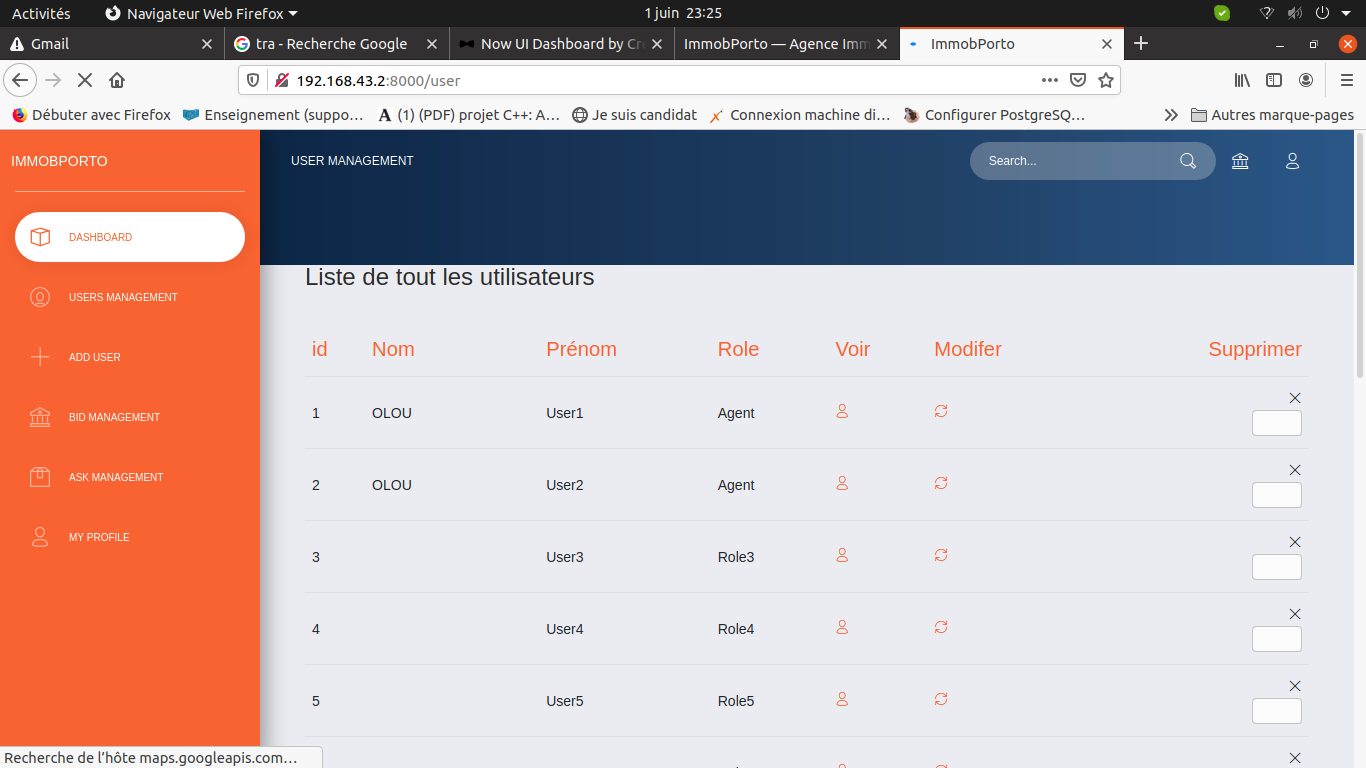 Activités
Navigateur Web Firefox
1 juin 23:25
Gmail
tra - Recherche Google
Now UI Dashboard by Cre
ImmobPorto — Agence Imm
ImmobPorto
192.168.43.2:8000/user
Débuter avec Firefox
Enseignement (suppo…
(1) (PDF) projet C++: A…
Je suis candidat
Connexion machine di…
Configurer PostgreSQ…
Autres marque-pages
IMMOBPORTO
USER MANAGEMENT
Search...
DASHBOARD
USERS MANAGEMENT
ADD USER
BID MANAGEMENT
ASK MANAGEMENT
MY PROFILE
Liste de tout les utilisateurs
id Nom Prénom Role Voir Modifer Supprimer
1 OLOU User1 Agent
2 OLOU User2 Agent
3 User3 Role3
4 User4 Role4
5 User5 Role5
Recherche de l’hôte maps.googleapis.com…